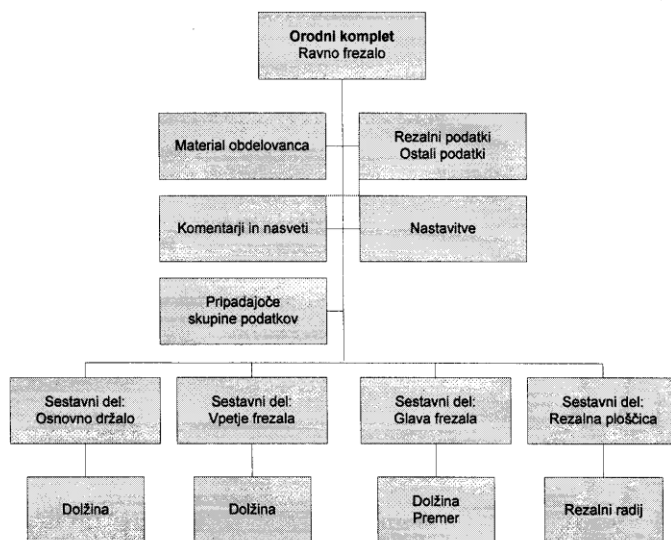 Orodni komplet
Ravno frezalo
Material obdelovanca
Rezalni podatki
Ostali podatki
Komentarji in nasveti
Nastavitve
Pripadajoče
skupine podatkov
Sestavni del:
Osnovno držalo
Sestavni del:
Vpetje frezala
Sestavni del:
Glava frezala
Sestavni del:
Rezalna ploščica
Dolžina
Dolžina
Dolžina
Premer
Rezalni radij